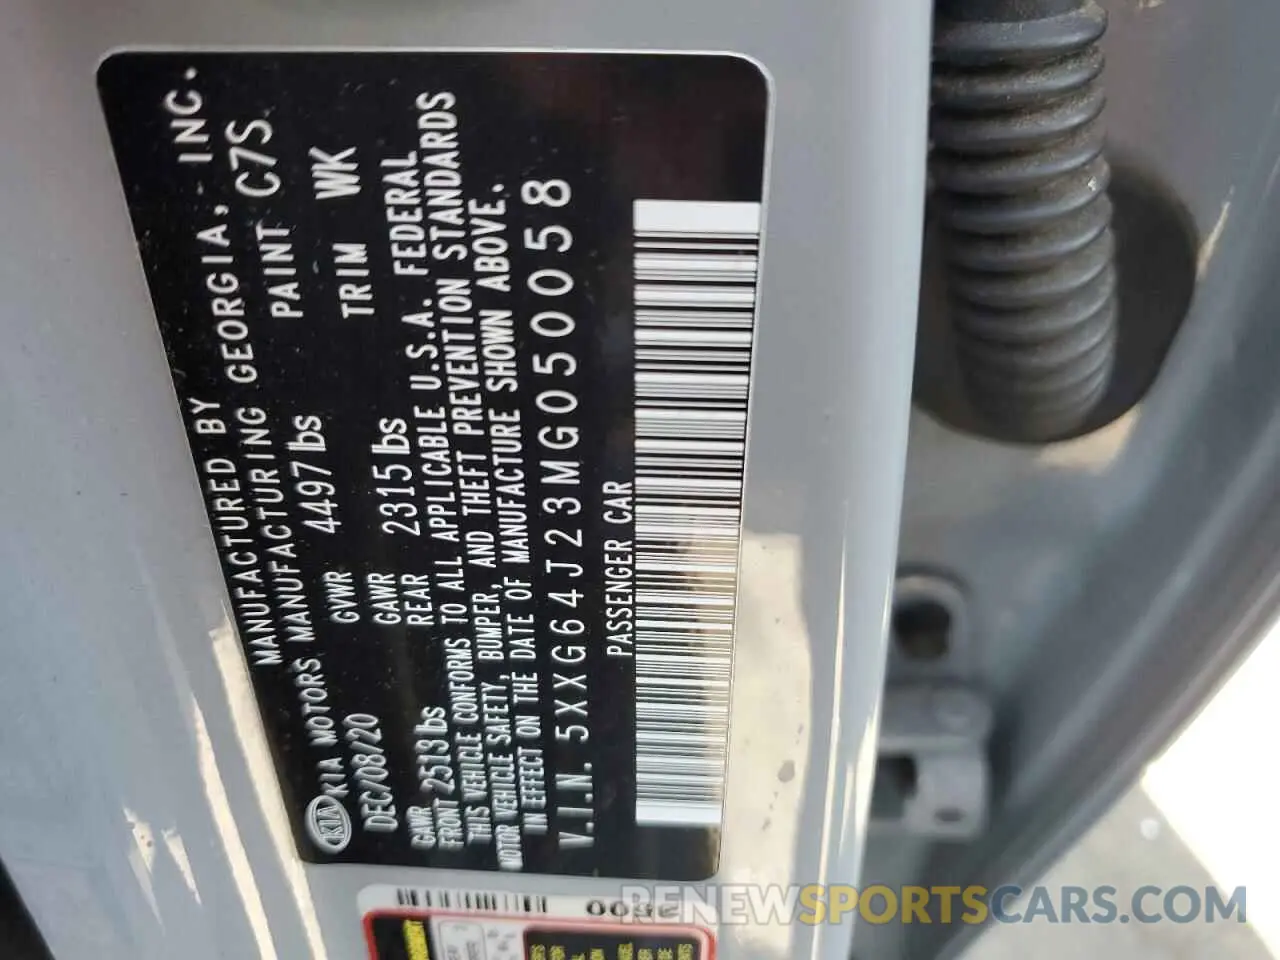 MANUFACTURED BY
KIA KIA MOTORS MANUFACTURING GEORGIA, INC.
DEC/08/20 GVWR 4497 lbs PAINT C7S
GAWR FRONT 2513 lbs GAWR REAR 2315 lbs TRIM WK
THIS VEHICLE CONFORMS TO ALL APPLICABLE U.S.A. FEDERAL
MOTOR VEHICLE SAFETY, BUMPER, AND THEFT PREVENTION STANDARDS
IN EFFECT ON THE DATE OF MANUFACTURE SHOWN ABOVE.
V.I.N. 5XXG64J23MG050058
PASSENGER CAR
RENEWSPORTSCARS.COM